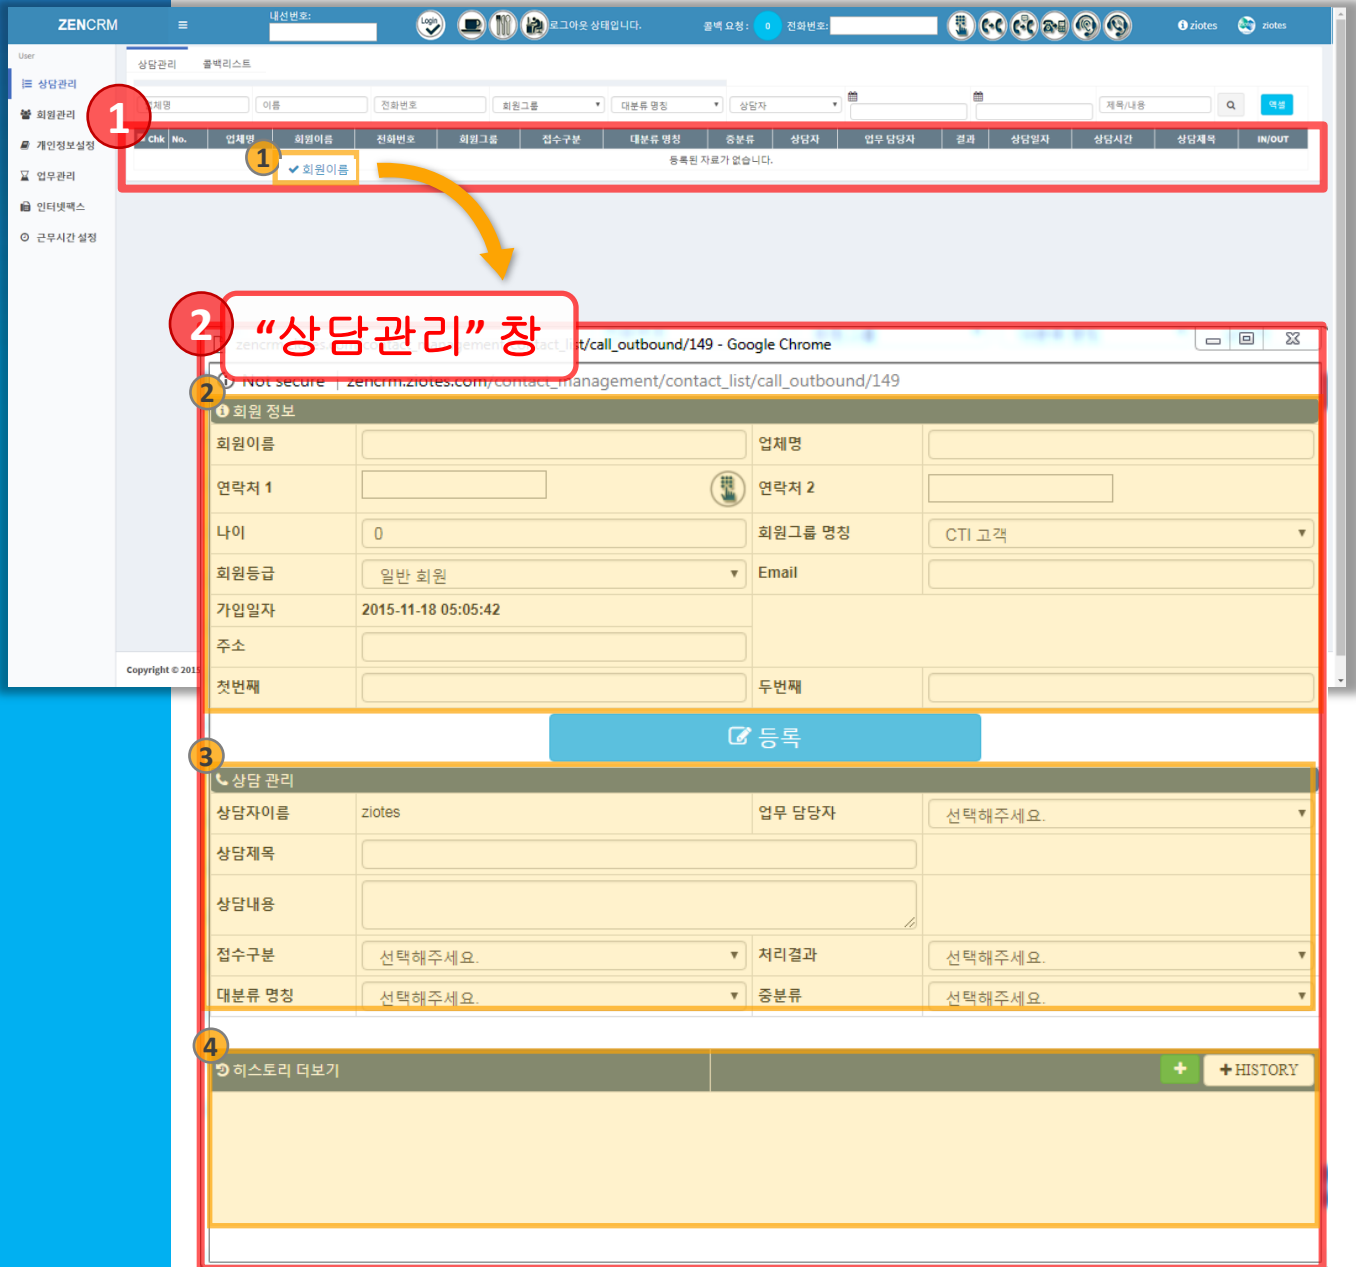 ZENCRM
내선번호:
Login
로그아웃 상태입니다.
콜백 요청 :
0
전화번호:
ziotes
ziotes
User
상담관리
회원관리
개인정보설정
업무관리
인터넷팩스
근무시간 설정
상담관리 콜백리스트
1
업체명
이름
전화번호
회원그룹
대분류 명칭
상담자
제목/내용
엑셀
Chk No. 업체명 회원이름 전화번호 회원그룹 접수구분 대분류 명칭 중분류 상담자 업무 담당자 결과 상담일자 상담시간 상담제목 IN/OUT
등록된 자료가 없습니다.
1
회원이름
2
“상담관리” 창
list/call_outbound/149 - Google Chrome
Not secure | zencrm.ziotes.com/contact_management/contact_list/call_outbound/149
2
회원 정보
회원이름
업체명
연락처 1
연락처 2
나이
0
회원그룹 명칭
CTI 고객
회원등급
일반 회원
Email
가입일자
2015-11-18 05:05:42
주소
첫번째
두번째
등록
3
상담 관리
상담자이름
ziotes
업무 담당자
선택해주세요.
상담제목
상담내용
접수구분
선택해주세요.
처리결과
선택해주세요.
대분류 명칭
선택해주세요.
중분류
선택해주세요.
4
히스토리 더보기
HISTORY
Copyright © 2015